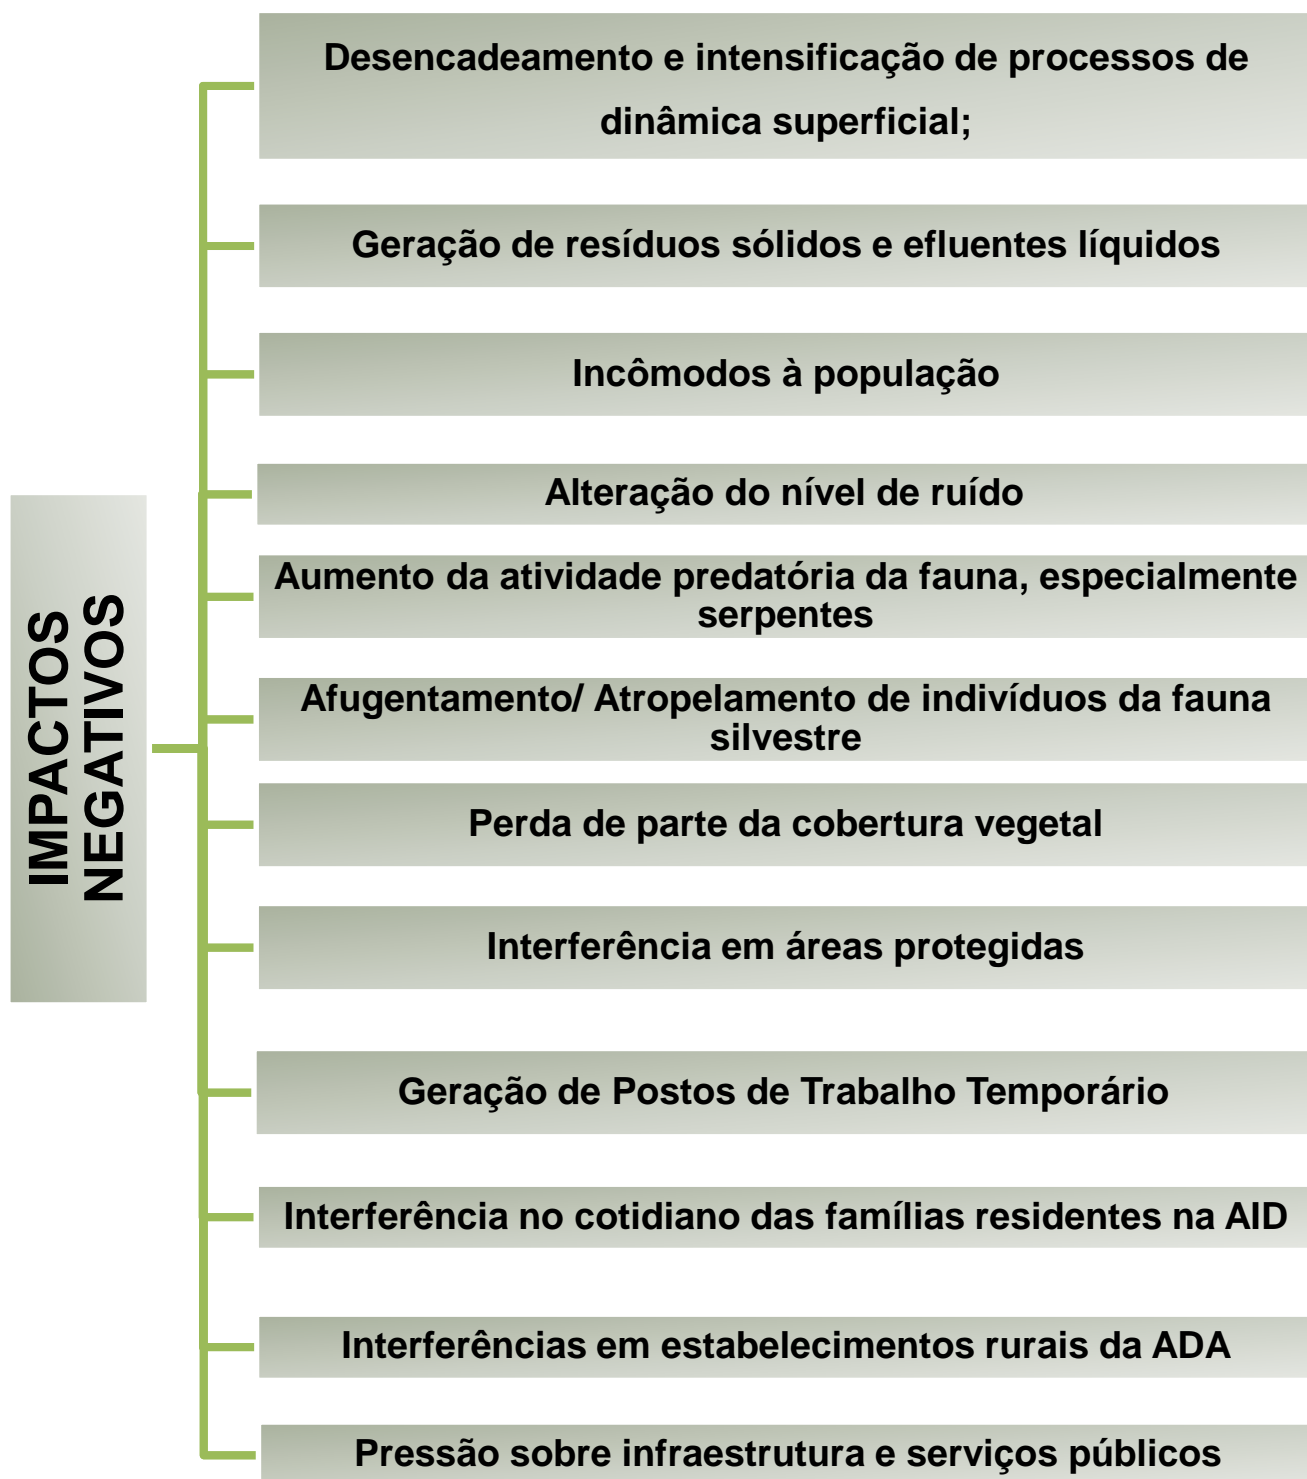 IMPACTOS
NEGATIVOS
Desencadeamento e intensificação de processos de
dinâmica superficial;
Geração de resíduos sólidos e efluentes líquidos
Incômodos à população
Alteração do nível de ruído
Aumento da atividade predatória da fauna, especialmente
serpentes
Afugentamento/ Atropelamento de indivíduos da fauna
silvestre
Perda de parte da cobertura vegetal
Interferência em áreas protegidas
Geração de Postos de Trabalho Temporário
Interferência no cotidiano das famílias residentes na AID
Interferências em estabelecimentos rurais da ADA
Pressão sobre infraestrutura e serviços públicos